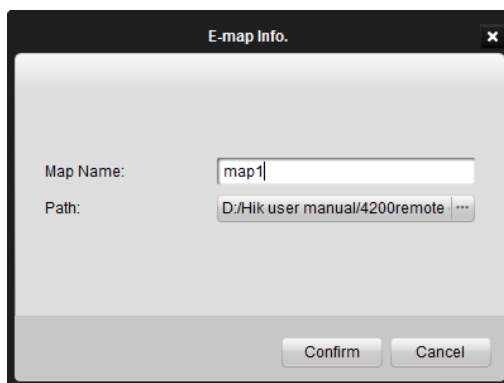 E-map Info.
Map Name: map1
Path: D:/Hik user manual/4200remote ...
Confirm Cancel